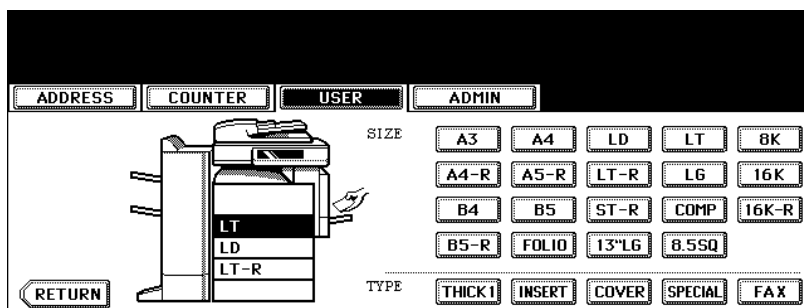 ADDRESS COUNTER USER ADMIN
SIZE A3 A4 LD LT 8K
A4-R A5-R LT-R LG 16K
B4 B5 ST-R COMP 16K-R
LT
B5-R FOLIO 13"LG 8.5SQ
LD
LT-R
RETURN
TYPE THICK1 INSERT COVER SPECIAL FAX